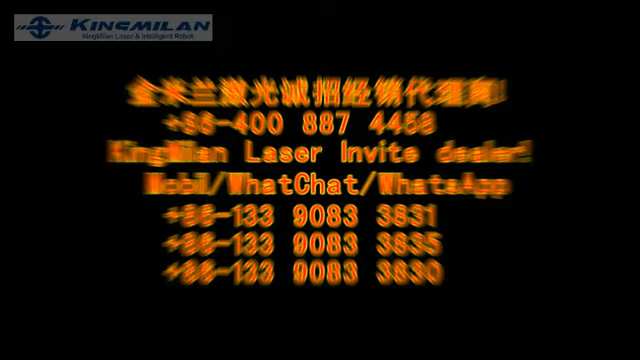 KINGMILAN
KingMilan Laser & Intelligent Robot
金米兰激光诚招经销代理商!
+86-400 887 4458
KingMilan Laser Invite dealer!
Mobil/WhatChat/WhatsApp
+86-133 9083 3831
+86-133 9083 3835
+86-133 9083 3830